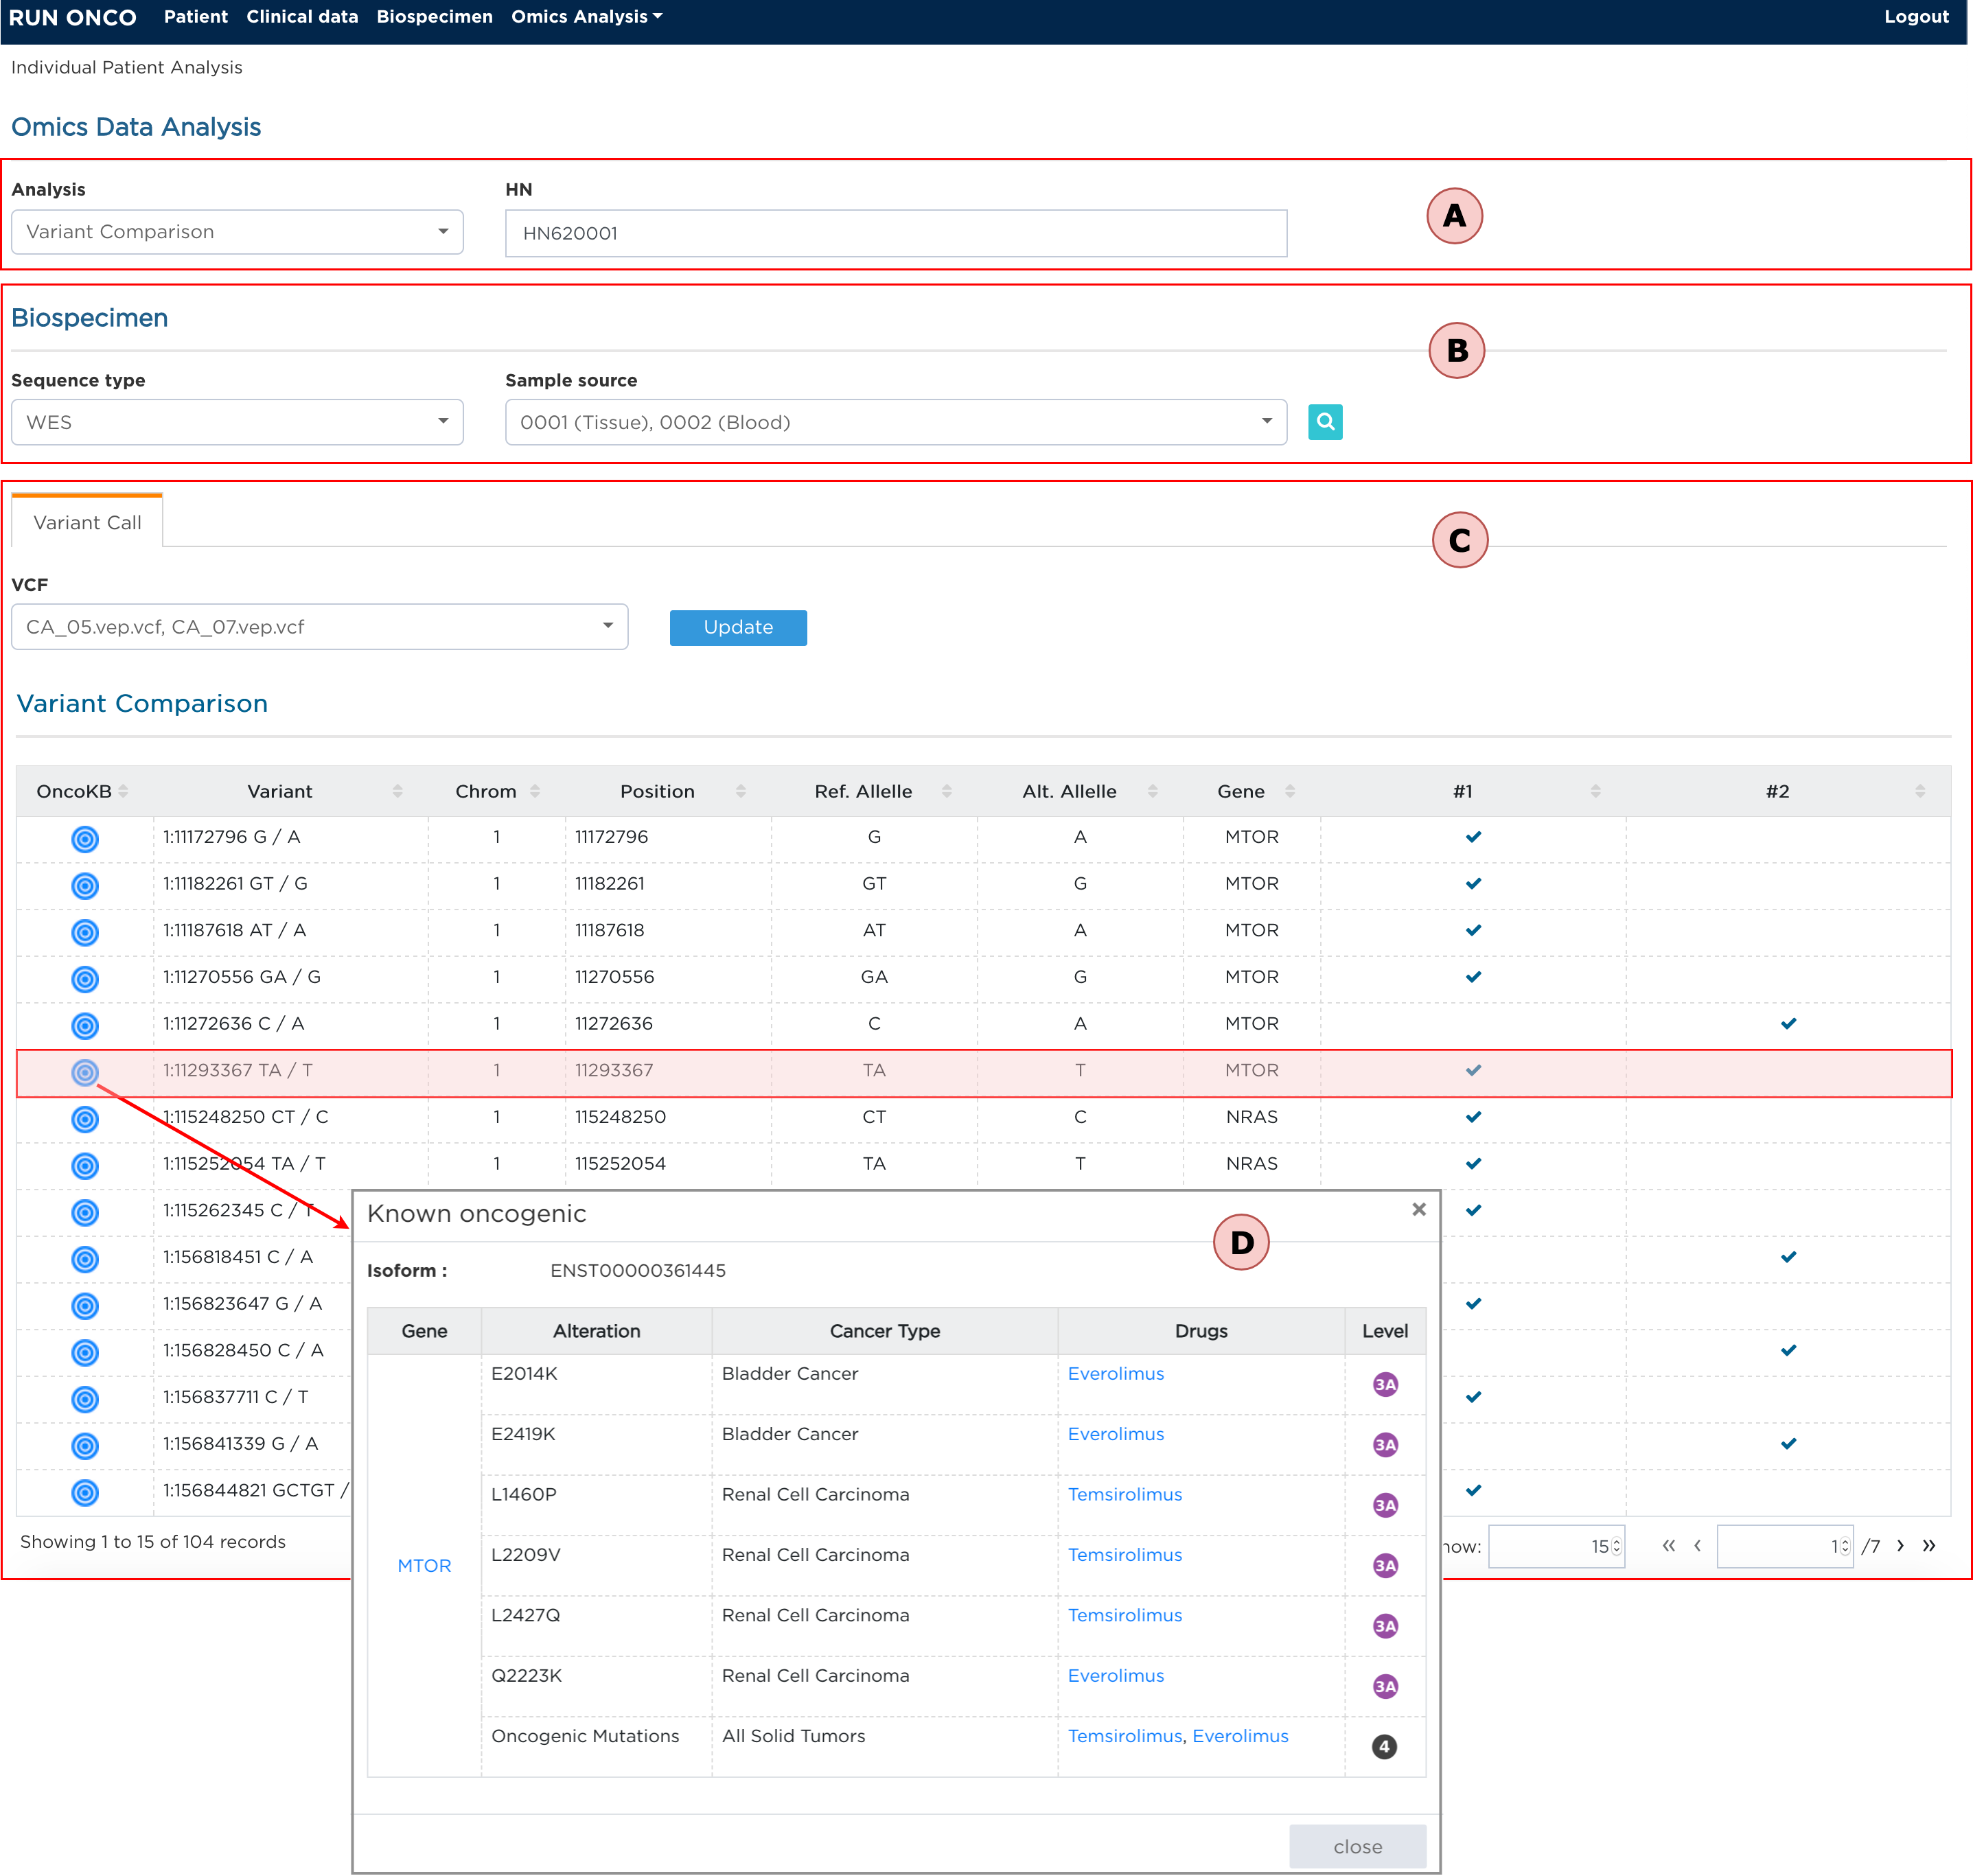 RUN ONCO Patient Clinical data Biospecimen Omics Analysis Logout
Individual Patient Analysis
Omics Data Analysis
Analysis HN
Variant Comparison HN620001
A
Biospecimen
B
Sequence type Sample source
WES 0001 (Tissue), 0002 (Blood)
Variant Call
C
VCF
CA_05.vep.vcf, CA_07.vep.vcf Update
Variant Comparison
OncoKB Variant Chrom Position Ref. Allelle Alt. Allelle Gene #1 #2
1:11172796 G / A 1 11172796 G A MTOR
1:11182261 GT / G 1 11182261 GT G MTOR
1:11187618 AT / A 1 11187618 AT A MTOR
1:11270556 GA / G 1 11270556 GA G MTOR
1:11272636 C / A 1 11272636 C A MTOR
1:11293367 TA / T 1 11293367 TA T MTOR
1:115248250 CT / C 1 115248250 CT C NRAS
1:115252054 TA / T 1 115252054 TA T NRAS
1:115262345 C / T
1:156818451 C / A
1:156823647 G / A
1:156828450 C / A
1:156837711 C / T
1:156841339 G / A
1:156844821 GCTGT /
Showing 1 to 15 of 104 records
how: 15 « ‹ 1 /7 › »
Known oncogenic ×
D
Isoform : ENST00000361445
Gene Alteration Cancer Type Drugs Level
E2014K Bladder Cancer Everolimus 3A
E2419K Bladder Cancer Everolimus 3A
L1460P Renal Cell Carcinoma Temsirolimus 3A
MTOR L2209V Renal Cell Carcinoma Temsirolimus 3A
L2427Q Renal Cell Carcinoma Temsirolimus 3A
Q2223K Renal Cell Carcinoma Everolimus 3A
Oncogenic Mutations All Solid Tumors Temsirolimus, Everolimus 4
close